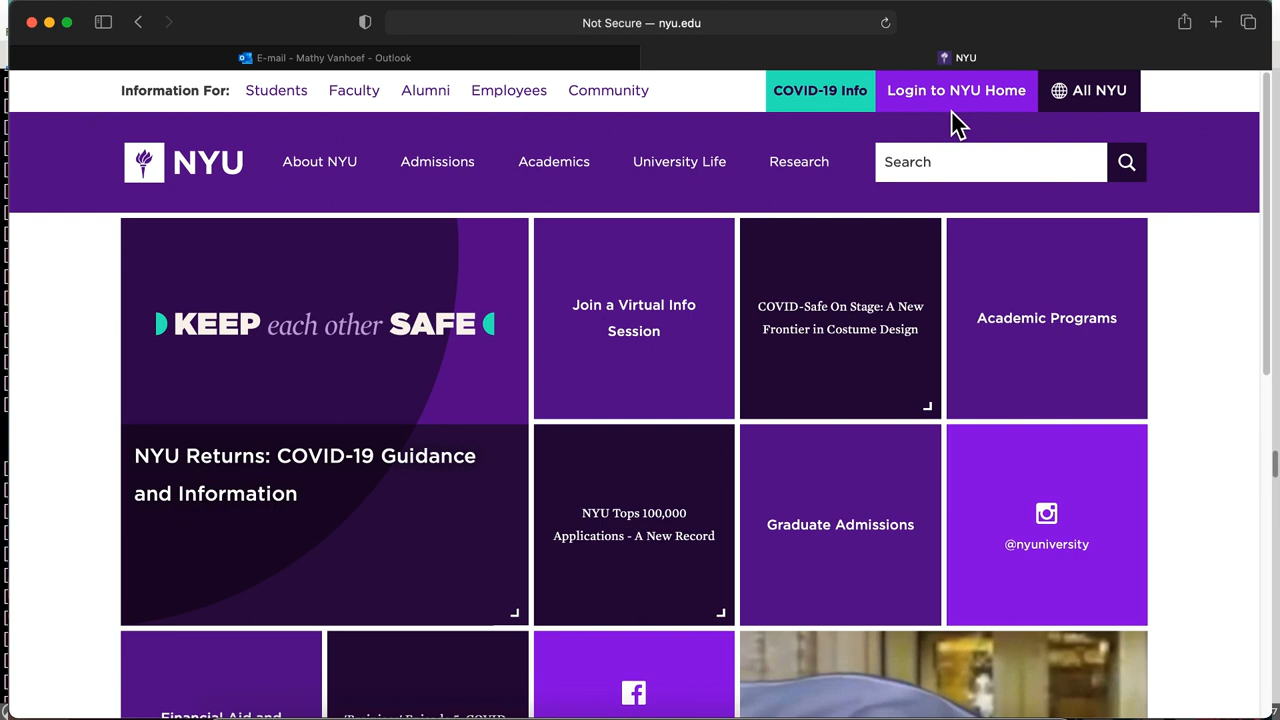 Not Secure — nyu.edu
E-mail - Mathy Vanhoef - Outlook
NYU
Information For: Students Faculty Alumni Employees Community
COVID-19 Info Login to NYU Home All NYU
NYU About NYU Admissions Academics University Life Research Search
KEEP each other SAFE
NYU Returns: COVID-19 Guidance
and Information
Join a Virtual Info
Session
COVID-Safe On Stage: A New
Frontier in Costume Design
Academic Programs
NYU Tops 100,000
Applications - A New Record
Graduate Admissions
@nyuniversity
Financial Aid and